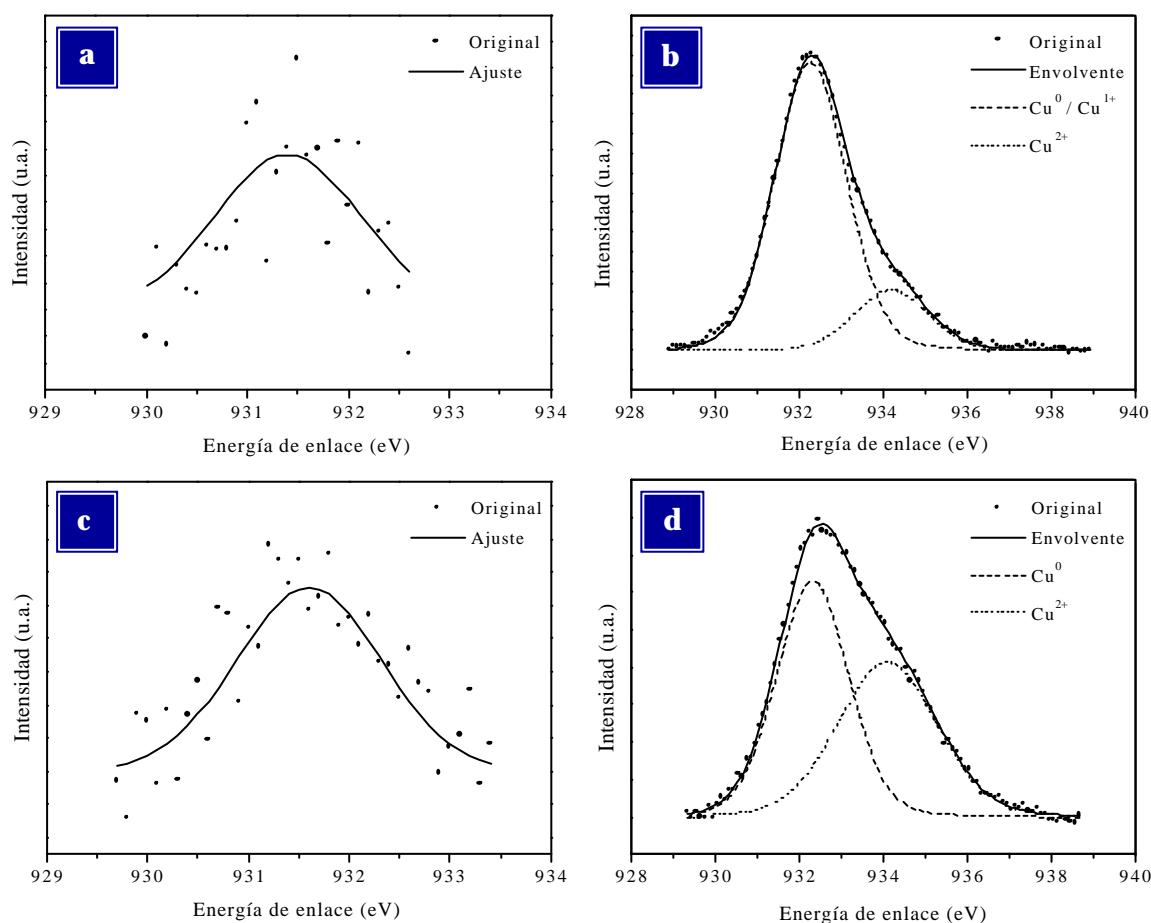 a
Original
Ajuste
Intensidad (u.a.)
929 930 931 932 933 934
Energía de enlace (eV)
b
Original
Envolvente
Cu0 / Cu1+
Cu2+
Intensidad (u.a.)
928 930 932 934 936 938 940
Energía de enlace (eV)
c
Original
Ajuste
Intensidad (u.a.)
929 930 931 932 933 934
Energía de enlace (eV)
d
Original
Envolvente
Cu0
Cu2+
Intensidad (u.a.)
928 930 932 934 936 938 940
Energía de enlace (eV)